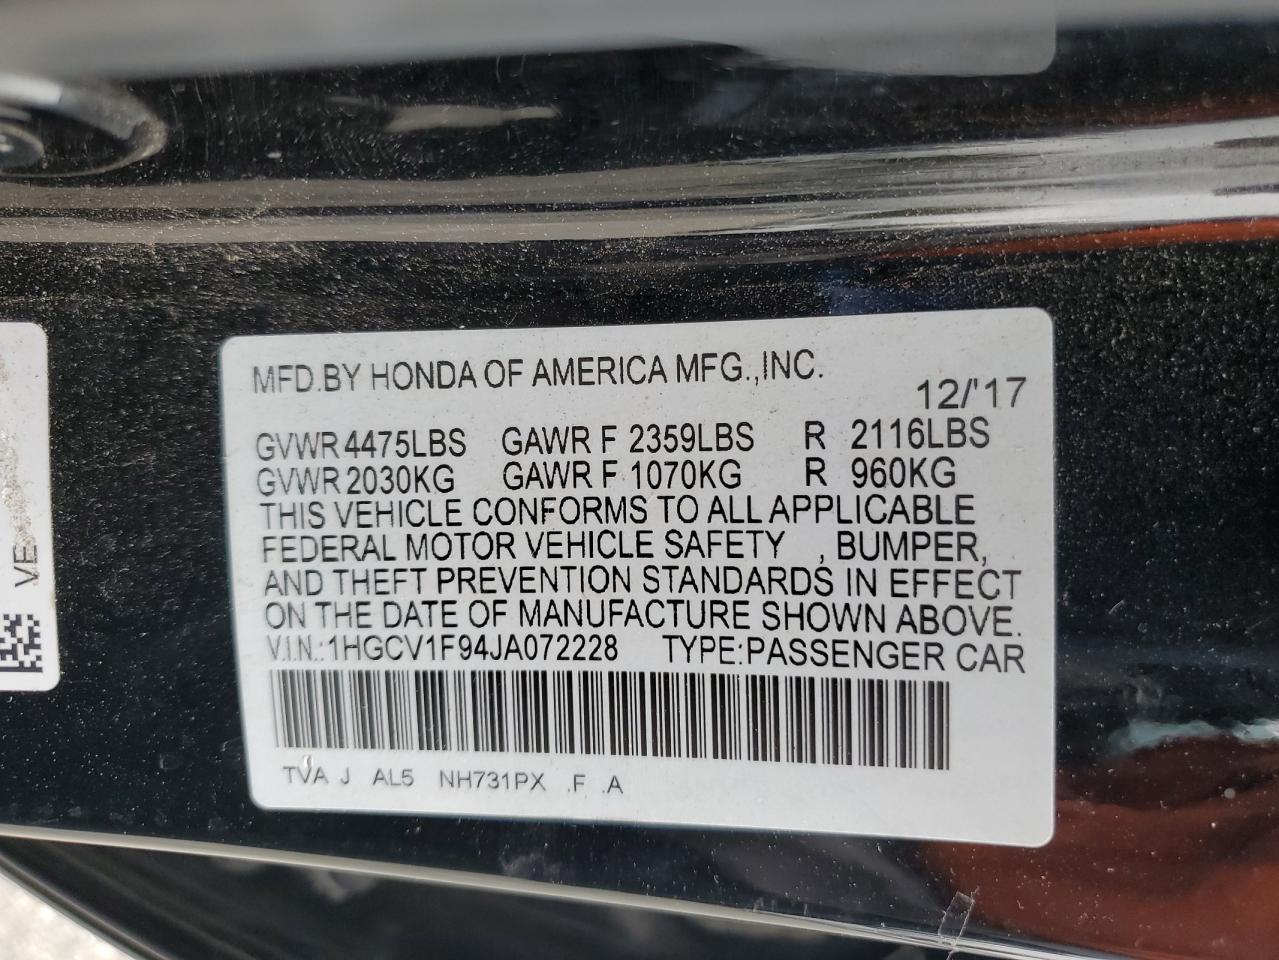 MFD.BY HONDA OF AMERICA MFG.,INC.
12/'17
GVWR 4475LBS GAWR F 2359LBS R 2116LBS
GVWR 2030KG GAWR F 1070KG R 960KG
THIS VEHICLE CONFORMS TO ALL APPLICABLE
FEDERAL MOTOR VEHICLE SAFETY , BUMPER,
AND THEFT PREVENTION STANDARDS IN EFFECT
ON THE DATE OF MANUFACTURE SHOWN ABOVE.
V.I.N.:1HGCV1F94JA072228 TYPE:PASSENGER CAR
TVA J AL5 NH731PX .F .A
VE